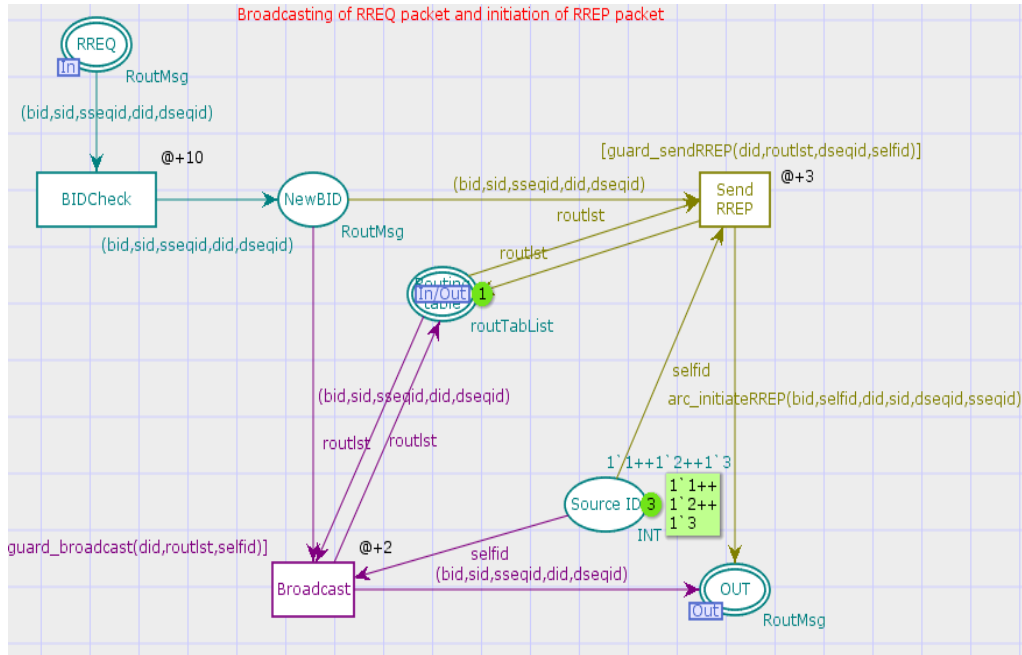 Broadcasting of RREQ packet and initiation of RREP packet
RREQ
In
RoutMsg
(bid,sid,sseqid,did,dseqid)
@+10
BIDCheck
(bid,sid,sseqid,did,dseqid)
NewBID
RoutMsg
(bid,sid,sseqid,did,dseqid)
[guard_sendRREP(did,routlst,dseqid,selfid)]
@+3
Send
RREP
routlst
routlst
Routing
In/Out
table
1
routTabList
(bid,sid,sseqid,did,dseqid)
routlst
routlst
selfid
arc_initiateRREP(bid,selfid,did,sid,dseqid,sseqid)
1`1++1`2++1`3
Source ID
3
1`1++
1`2++
1`3
INT
guard_broadcast(did,routlst,selfid)]
@+2
selfid
(bid,sid,sseqid,did,dseqid)
Broadcast
OUT
Out
RoutMsg